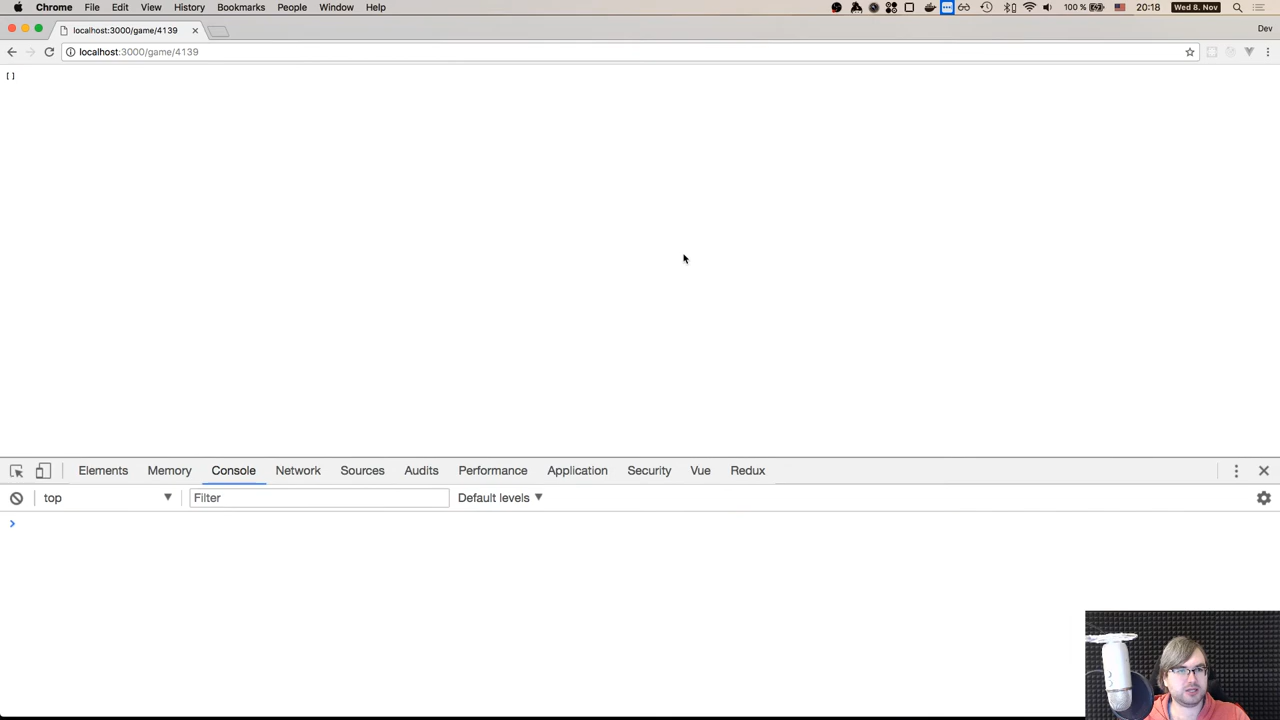 Chrome File Edit View History Bookmarks People Window Help 100 % 20:18 Wed 8. Nov
localhost:3000/game/4139 Dev
localhost:3000/game/4139
[]
Elements Memory Console Network Sources Audits Performance Application Security Vue Redux
top Filter Default levels